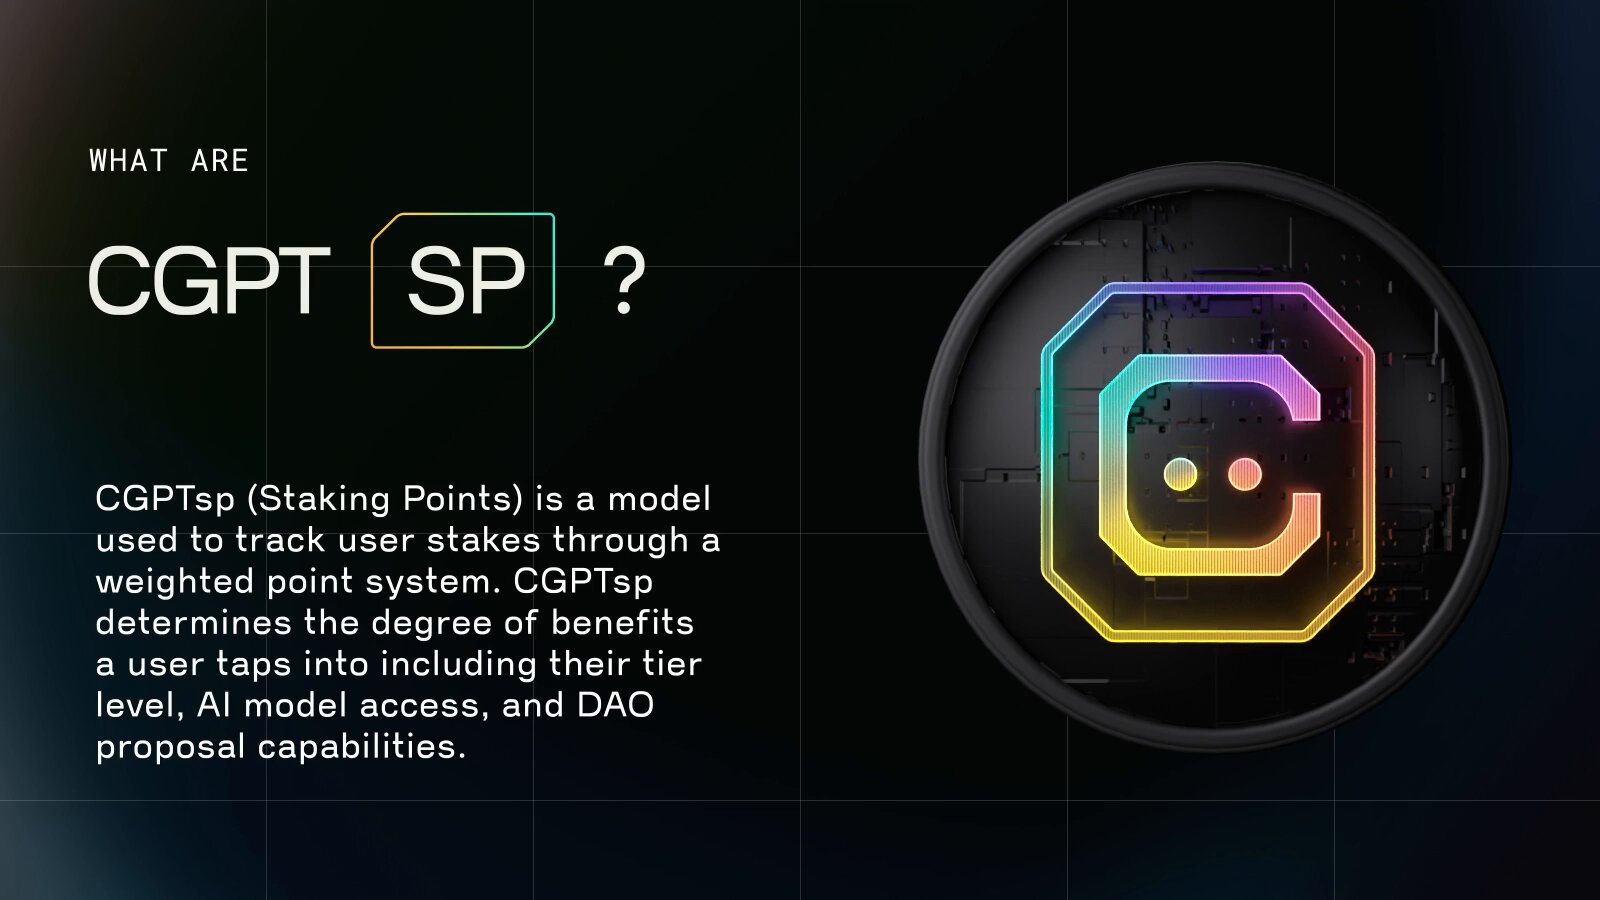 WHAT ARE
CGPT SP ?
CGPTsp (Staking Points) is a model
used to track user stakes through a
weighted point system. CGPTsp
determines the degree of benefits
a user taps into including their tier
level, AI model access, and DAO
proposal capabilities.